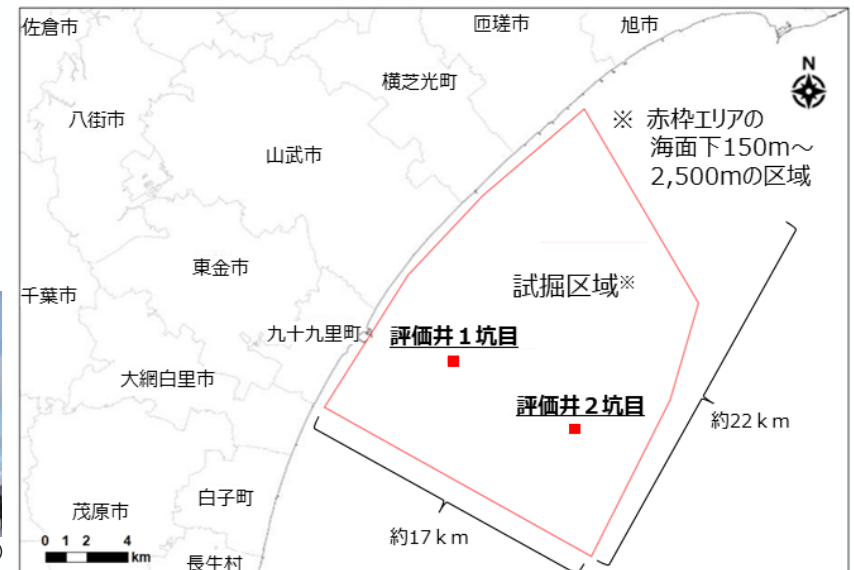 佐倉市
匝瑳市
旭市
横芝光町
N
八街市
※ 赤枠エリアの
海面下150m～
2,500mの区域
山武市
東金市
試掘区域※
千葉市
九十九里町
評価井１坑目
大網白里市
評価井２坑目
約22ｋｍ
白子町
茂原市
約17ｋｍ
0 1 2 4
km
長生村
)